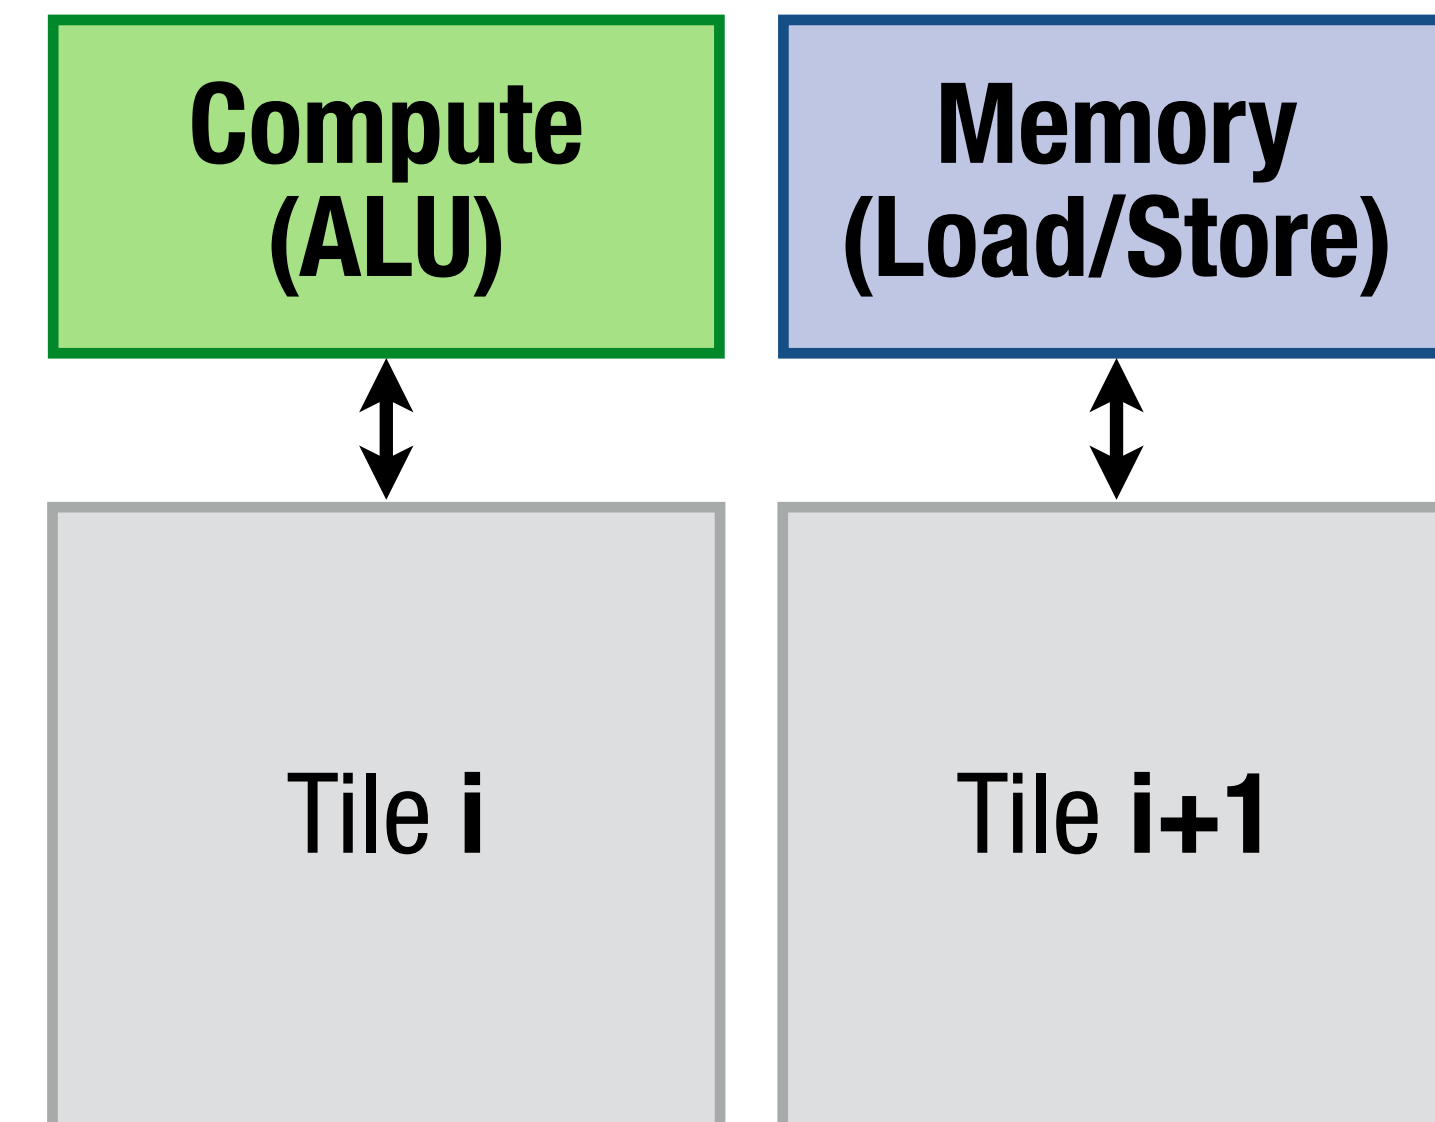 Compute
(ALU)
Memory
(Load/Store)
Tile i
Tile i+1